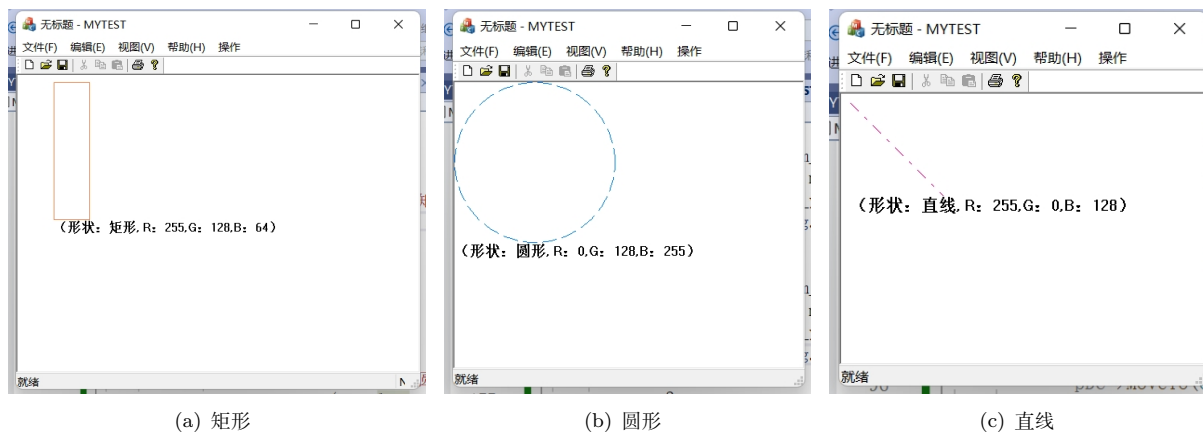 无标题 - MYTEST
文件(F) 编辑(E) 视图(V) 帮助(H) 操作
（形状：矩形,R：255,G：128,B：64）
就绪
(a) 矩形
无标题 - MYTEST
文件(F) 编辑(E) 视图(V) 帮助(H) 操作
（形状：圆形,R：0,G：128,B：255）
就绪
(b) 圆形
无标题 - MYTEST
文件(F) 编辑(E) 视图(V) 帮助(H) 操作
（形状：直线,R：255,G：0,B：128）
就绪
(c) 直线